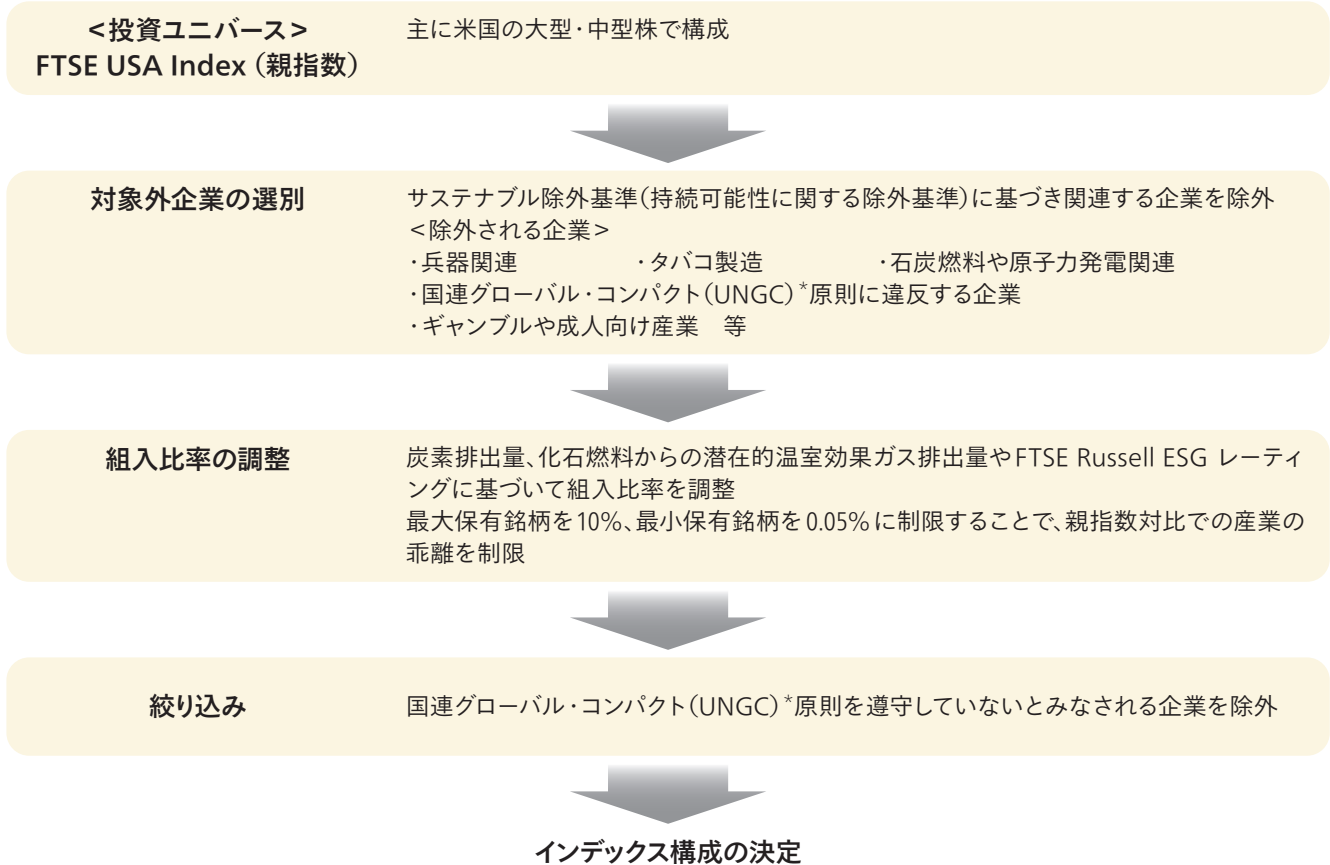 <投資ユニバース>
FTSE USA Index（親指数）
主に米国の大型・中型株で構成
対象外企業の選別
サステナブル除外基準（持続可能性に関する除外基準）に基づき関連する企業を除外
<除外される企業>
・兵器関連 ・タバコ製造 ・石炭燃料や原子力発電関連
・国連グローバル・コンパクト（UNGC）*原則に違反する企業
・ギャンブルや成人向け産業　等
組入比率の調整
炭素排出量、化石燃料からの潜在的温室効果ガス排出量やFTSE Russell ESG レーティ
ングに基づいて組入比率を調整
最大保有銘柄を10%、最小保有銘柄を0.05%に制限することで、親指数対比での産業の
乖離を制限
絞り込み
国連グローバル・コンパクト（UNGC）*原則を遵守していないとみなされる企業を除外
インデックス構成の決定